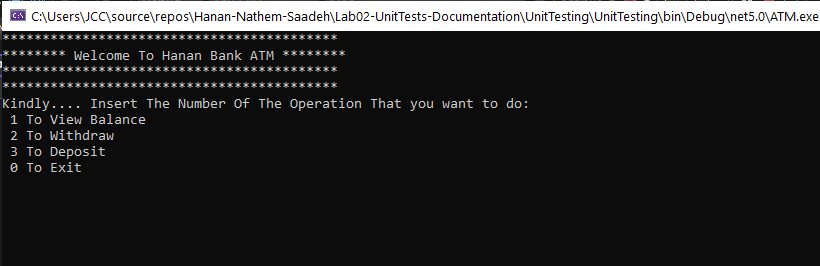 C:\Users\JCC\source\repos\Hanan-Nathem-Saadeh\Lab02-UnitTests-Documentation\UnitTesting\UnitTesting\bin\Debug\net5.0\ATM.exe
******************************************
******** Welcome To Hanan Bank ATM ********
******************************************
******************************************
Kindly.... Insert The Number Of The Operation That you want to do:
1 To View Balance
2 To Withdraw
3 To Deposit
0 To Exit